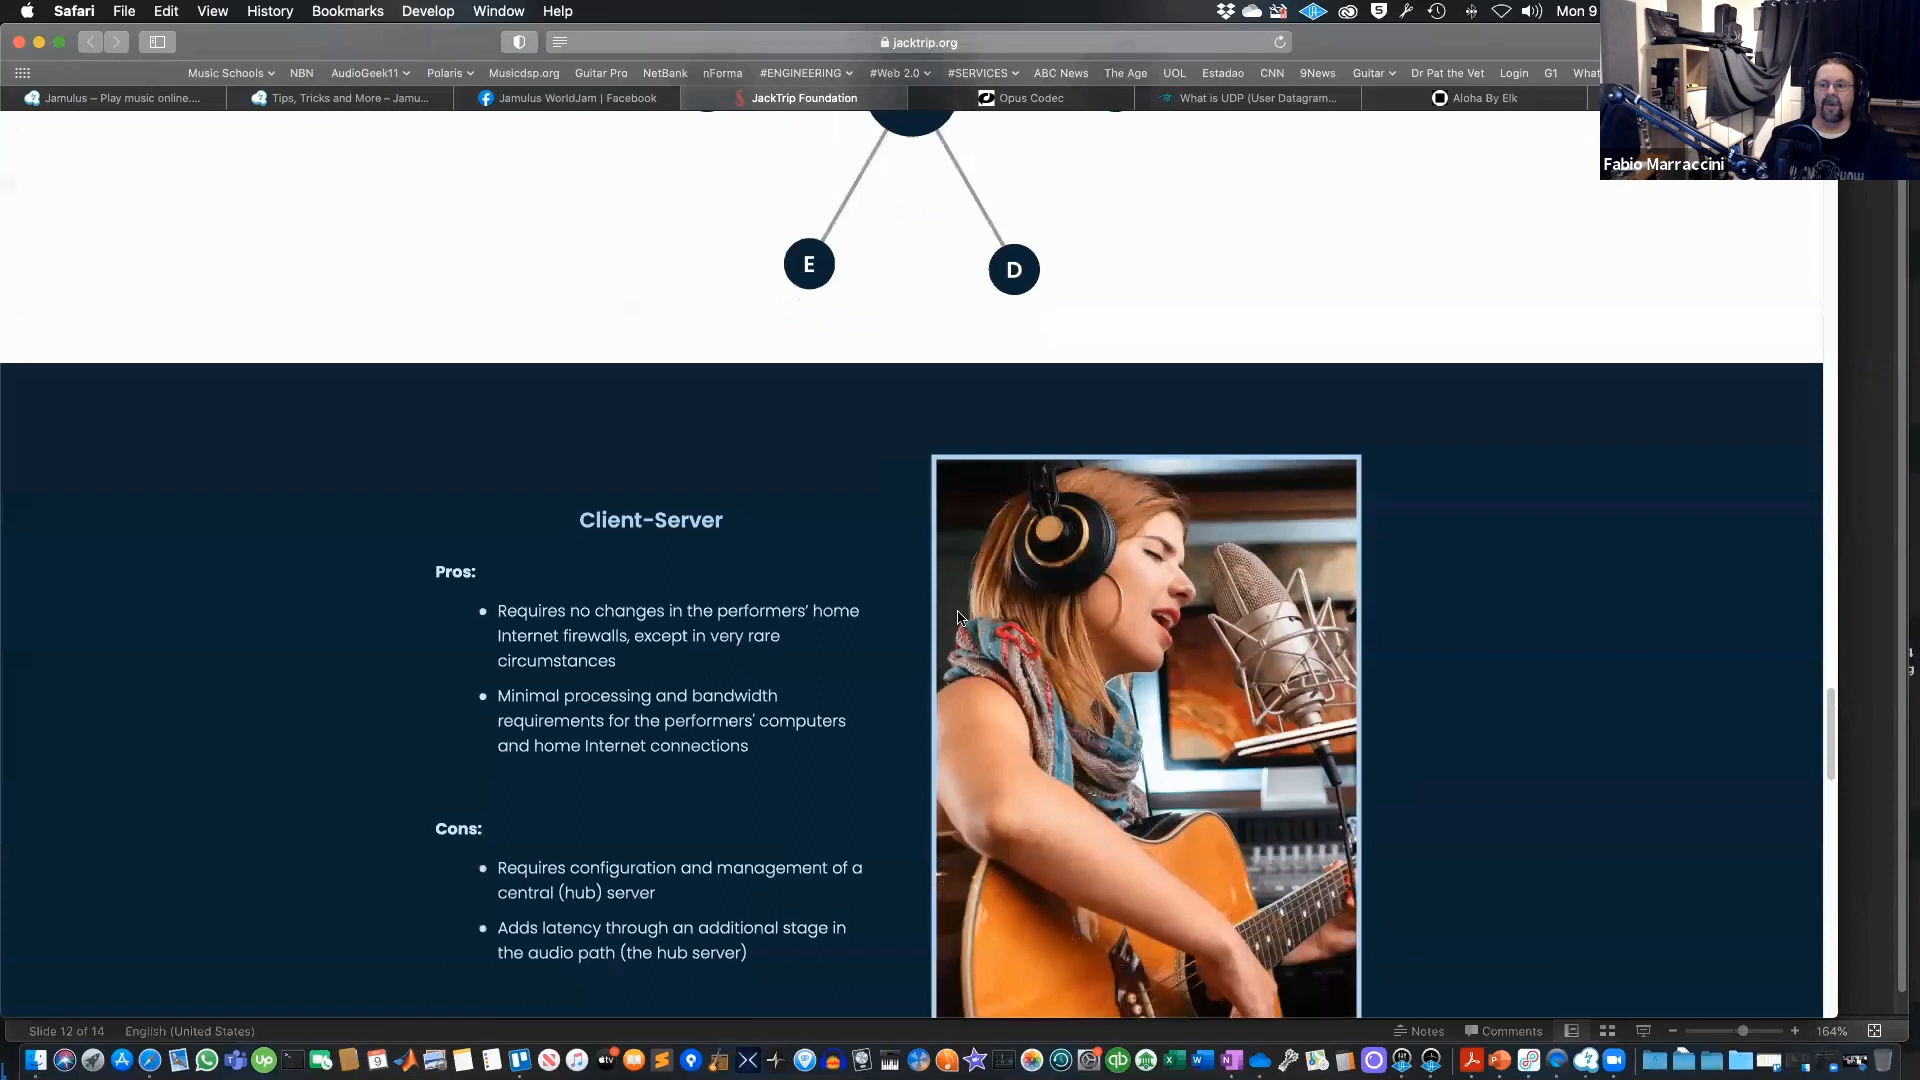 Safari File Edit View History Bookmarks Develop Window Help Mon 9
jacktrip.org
Music Schools NBN AudioGeek11 Polaris Musicdsp.org Guitar Pro NetBank nForma #ENGINEERING #Web 2.0 #SERVICES ABC News The Age UOL Estadao CNN 9News Guitar Dr Pat the Vet Login G1 What
Jamulus – Play music online.... Tips, Tricks and More – Jamu... Jamulus WorldJam | Facebook JackTrip Foundation Opus Codec What is UDP (User Datagram... Aloha By Elk
Fabio Marraccini
E D
Client-Server
Pros:
Requires no changes in the performers’ home
Internet firewalls, except in very rare
circumstances
Minimal processing and bandwidth
requirements for the performers' computers
and home Internet connections
Cons:
Requires configuration and management of a
central (hub) server
Adds latency through an additional stage in
the audio path (the hub server)
Slide 12 of 14 English (United States) Notes Comments 164%